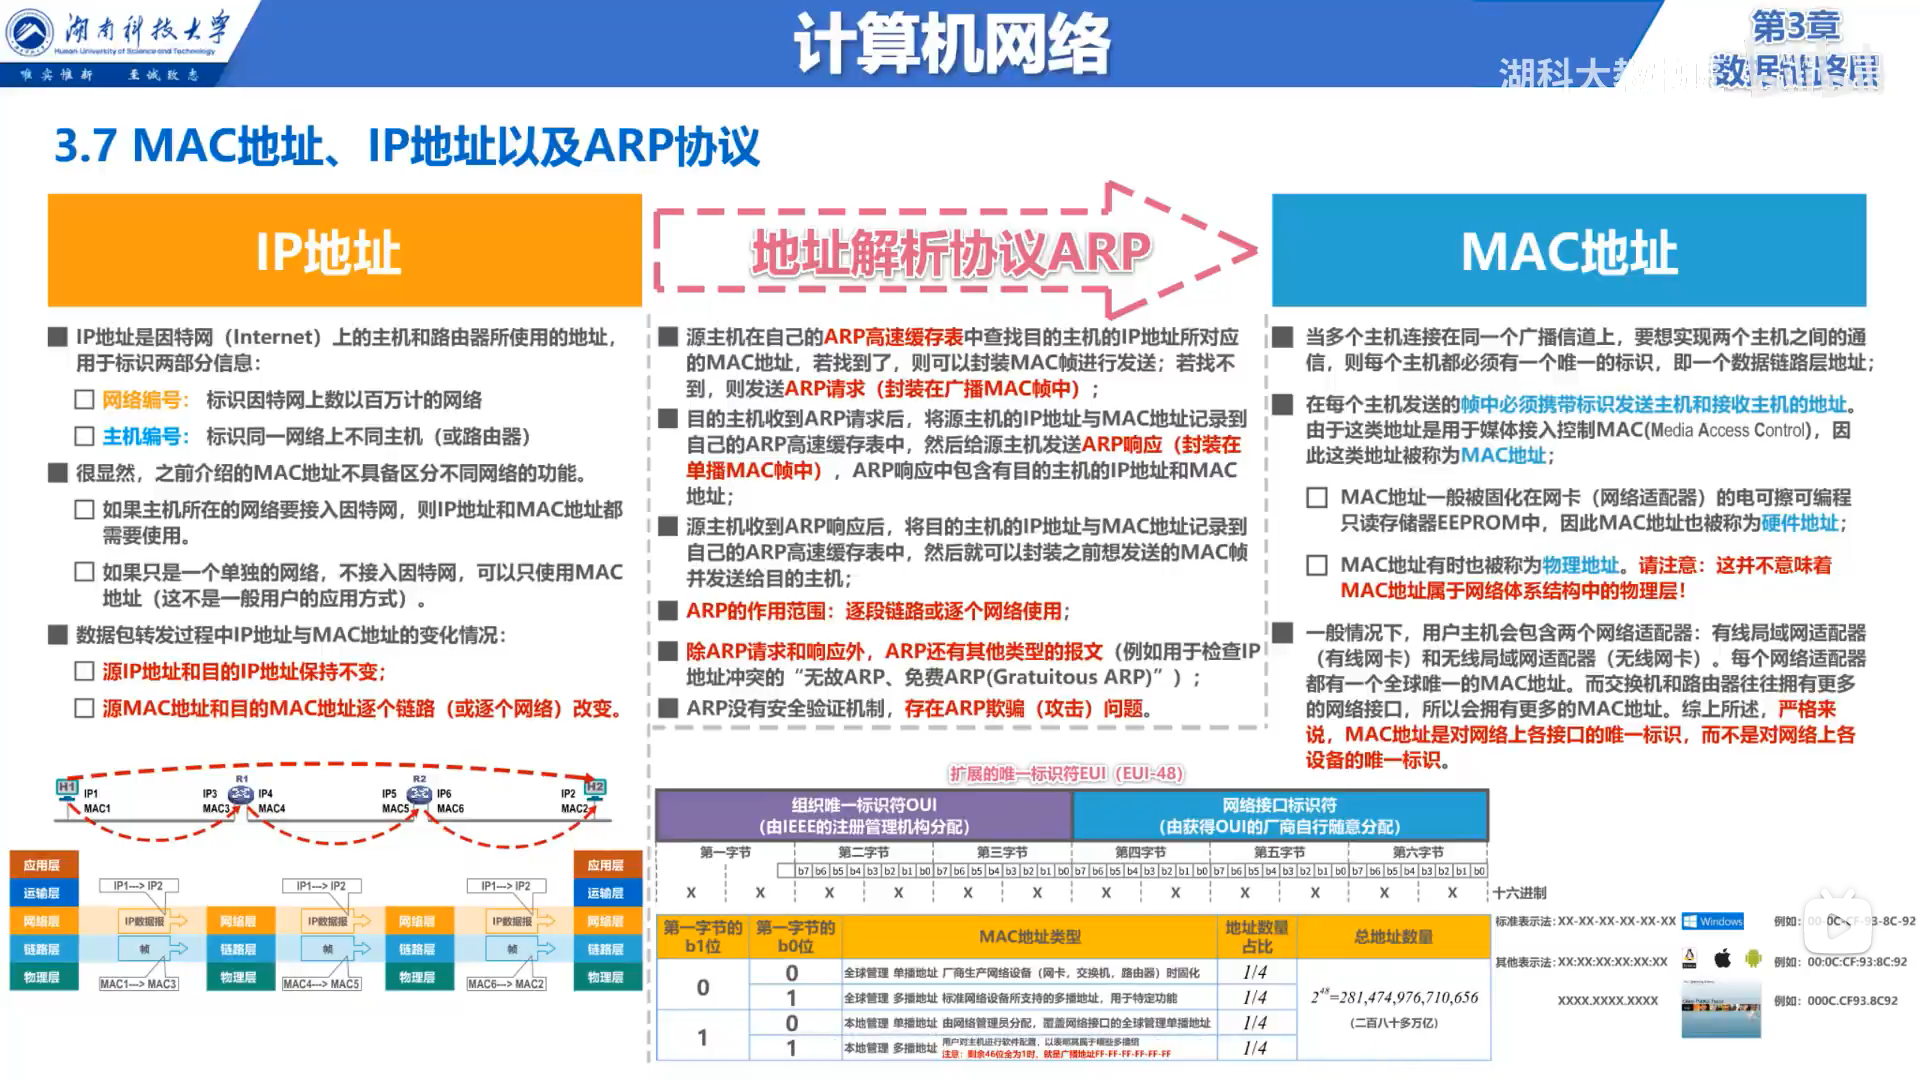 湖南科技大学
Hunan University of Science and Technology
唯实惟新 至诚致志
计算机网络
第3章
数据链路层
湖科大教
3.7 MAC地址、IP地址以及ARP协议
IP地址
IP地址是因特网（Internet）上的主机和路由器所使用的地址，
用于标识两部分信息：
网络编号： 标识因特网上数以百万计的网络
主机编号： 标识同一网络上不同主机（或路由器）
很显然，之前介绍的MAC地址不具备区分不同网络的功能。
如果主机所在的网络要接入因特网，则IP地址和MAC地址都
需要使用。
如果只是一个单独的网络，不接入因特网，可以只使用MAC
地址（这不是一般用户的应用方式）。
数据包转发过程中IP地址与MAC地址的变化情况：
源IP地址和目的IP地址保持不变；
源MAC地址和目的MAC地址逐个链路（或逐个网络）改变。
地址解析协议ARP
源主机在自己的ARP高速缓存表中查找目的主机的IP地址所对应
的MAC地址，若找到了，则可以封装MAC帧进行发送；若找不
到，则发送ARP请求（封装在广播MAC帧中）；
目的主机收到ARP请求后，将源主机的IP地址与MAC地址记录到
自己的ARP高速缓存表中，然后给源主机发送ARP响应（封装在
单播MAC帧中），ARP响应中包含有目的主机的IP地址和MAC
地址；
源主机收到ARP响应后，将目的主机的IP地址与MAC地址记录到
自己的ARP高速缓存表中，然后就可以封装之前想发送的MAC帧
并发送给目的主机；
ARP的作用范围：逐段链路或逐个网络使用；
除ARP请求和响应外，ARP还有其他类型的报文（例如用于检查IP
地址冲突的“无故ARP、免费ARP(Gratuitous ARP)”）；
ARP没有安全验证机制，存在ARP欺骗（攻击）问题。
MAC地址
当多个主机连接在同一个广播信道上，要想实现两个主机之间的通
信，则每个主机都必须有一个唯一的标识，即一个数据链路层地址；
在每个主机发送的帧中必须携带标识发送主机和接收主机的地址。
由于这类地址是用于媒体接入控制MAC(Media Access Control)，因
此这类地址被称为MAC地址；
MAC地址一般被固化在网卡（网络适配器）的电可擦可编程
只读存储器EEPROM中，因此MAC地址也被称为硬件地址；
MAC地址有时也被称为物理地址。请注意：这并不意味着
MAC地址属于网络体系结构中的物理层！
一般情况下，用户主机会包含两个网络适配器：有线局域网适配器
（有线网卡）和无线局域网适配器（无线网卡）。每个网络适配器
都有一个全球唯一的MAC地址。而交换机和路由器往往拥有更多
的网络接口，所以会拥有更多的MAC地址。综上所述，严格来
说，MAC地址是对网络上各接口的唯一标识，而不是对网络上各
设备的唯一标识。
H1 IP1 MAC1
IP3 R1 IP4
MAC3 MAC4
IP5 R2 IP6
MAC5 MAC6
IP2 H2
MAC2
应用层 应用层
运输层 IP1---> IP2 IP1---> IP2 IP1---> IP2 运输层
网络层 IP数据报 网络层 IP数据报 网络层 IP数据报 网络层
链路层 帧 链路层 帧 链路层 帧 链路层
物理层 MAC1---> MAC3 物理层 MAC4---> MAC5 物理层 MAC6---> MAC2 物理层
扩展的唯一标识符EUI（EUI-48）
组织唯一标识符OUI 网络接口标识符
（由IEEE的注册管理机构分配） （由获得OUI的厂商自行随意分配）
第一字节 第二字节 第三字节 第四字节 第五字节 第六字节
b7 b6 b5 b4 b3 b2 b1 b0 b7 b6 b5 b4 b3 b2 b1 b0 b7 b6 b5 b4 b3 b2 b1 b0 b7 b6 b5 b4 b3 b2 b1 b0 b7 b6 b5 b4 b3 b2 b1 b0
X X X X X X X X X X X X 十六进制
第一字节的b1位 第一字节的b0位 MAC地址类型 地址数量占比 总地址数量
0 0 全球管理 单播地址 厂商生产网络设备（网卡，交换机，路由器）时固化 1/4
1 全球管理 多播地址 标准网络设备所支持的多播地址，用于特定功能 1/4
1 0 本地管理 单播地址 由网络管理员分配，覆盖网络接口的全球管理单播地址 1/4
1 本地管理 多播地址 用户对主机运行软件配置，以表明其属于哪些多播组 1/4
注意：剩余46位全为1时，就是广播地址FF-FF-FF-FF-FF-FF
2⁴⁸=281,474,976,710,656
（二百八十多万亿）
标准表示法: XX-XX-XX-XX-XX-XX Windows 例如：00-0C-CF-93-8C-92
其他表示法: XX:XX:XX:XX:XX:XX 例如：00:0C:CF:93:8C:92
XXXX.XXXX.XXXX 例如：000C.CF93.8C92